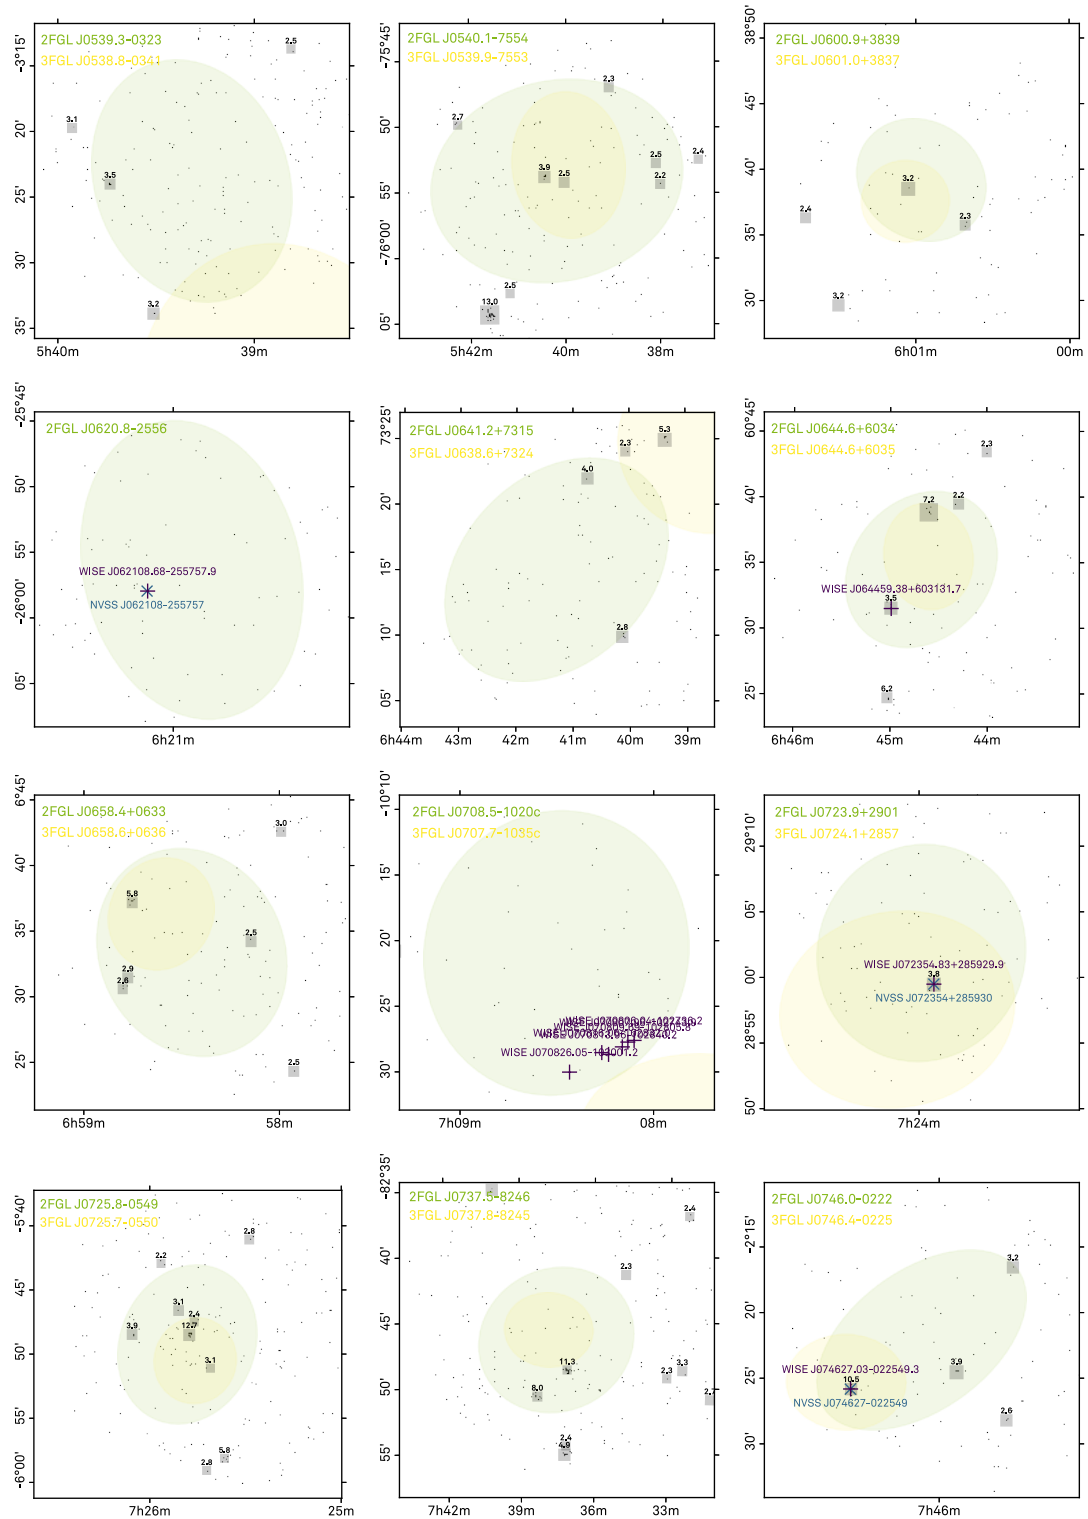 2FGL J0539.3-0323
3FGL J0538.8-0341
2.5
3.1
3.5
3.2
-3°15'
20'
25'
30'
35'
5h40m
39m
2FGL J0540.1-7554
3FGL J0539.9-7553
2.3
2.7
2.5
2.4
3.9
2.5
2.2
2.5
13.0
-75°45'
50'
55'
-76°00'
05'
5h42m
40m
38m
2FGL J0600.9+3839
3FGL J0601.0+3837
3.2
2.4
2.3
3.2
38°50'
45'
40'
35'
30'
6h01m
00m
2FGL J0620.8-2556
WISE J062108.68-255757.9
NVSS J062108-255757
-25°45'
50'
55'
-26°00'
05'
6h21m
2FGL J0641.2+7315
3FGL J0638.6+7324
5.3
2.3
4.0
2.8
73°25'
20'
15'
10'
05'
6h44m
43m
42m
41m
40m
39m
2FGL J0644.6+6034
3FGL J0644.6+6035
2.3
7.2
2.2
WISE J064459.38+603131.7
3.5
6.2
60°45'
40'
35'
30'
25'
6h46m
45m
44m
2FGL J0658.4+0633
3FGL J0658.6+0636
3.0
5.8
2.5
2.9
2.6
2.5
6°45'
40'
35'
30'
25'
6h59m
58m
2FGL J0708.5-1020c
3FGL J0707.7-1035c
WISE J070826.05-103001.2
-10°10'
15'
20'
25'
30'
7h09m
08m
2FGL J0723.9+2901
3FGL J0724.1+2857
WISE J072354.83+285929.9
3.8
NVSS J072354+285930
29°10'
05'
00'
28°55'
50'
7h24m
2FGL J0725.8-0549
3FGL J0725.7-0550
2.8
2.2
3.1
2.4
3.9
12.7
3.1
5.8
2.8
-5°40'
45'
50'
55'
-6°00'
7h26m
25m
2FGL J0737.5-8246
3FGL J0737.8-8245
2.4
2.3
11.3
3.3
2.3
8.0
2.7
2.4
4.9
-82°35'
40'
45'
50'
55'
7h42m
39m
36m
33m
2FGL J0746.0-0222
3FGL J0746.4-0225
3.2
3.9
WISE J074627.03-022549.3
10.5
NVSS J074627-022549
2.6
-2°15'
20'
25'
30'
7h46m